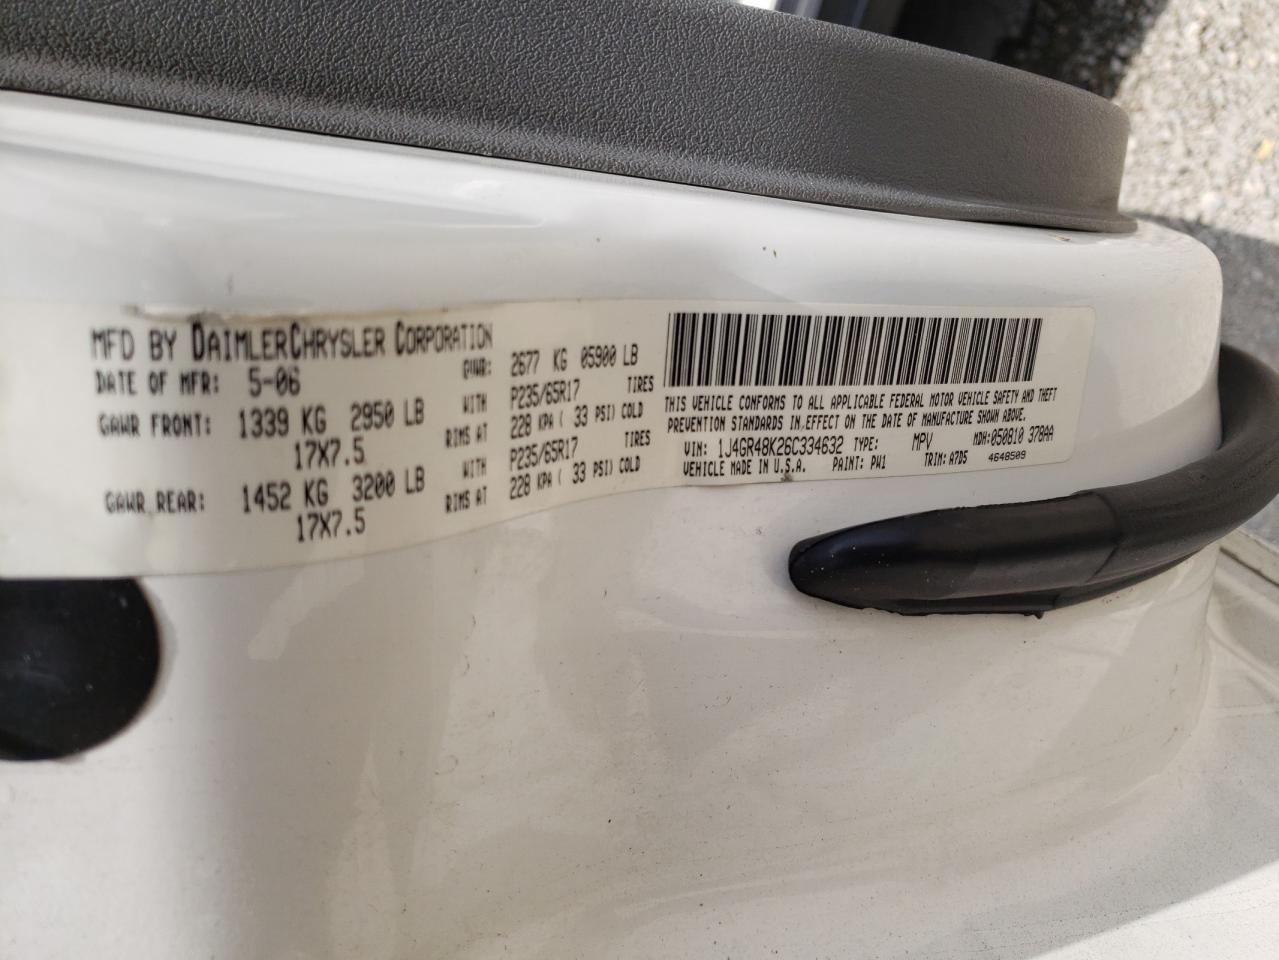 MFD BY DAIMLERCHRYSLER CORPORATION
DATE OF MFR: 5-06 GVWR: 2677 KG 05900 LB
GAWR FRONT: 1339 KG 2950 LB WITH P235/65R17 TIRES
17X7.5 RIMS AT 228 KPA ( 33 PSI) COLD
GAWR REAR: 1452 KG 3200 LB WITH P235/65R17 TIRES
17X7.5 RIMS AT 228 KPA ( 33 PSI) COLD
THIS VEHICLE CONFORMS TO ALL APPLICABLE FEDERAL MOTOR VEHICLE SAFETY AND THEFT
PREVENTION STANDARDS IN EFFECT ON THE DATE OF MANUFACTURE SHOWN ABOVE.
VIN: 1J4GR48K26C334632 TYPE: MPV MDH:050810 378AA
VEHICLE MADE IN U.S.A. PAINT: PW1 TRIM: A7D5 4648509